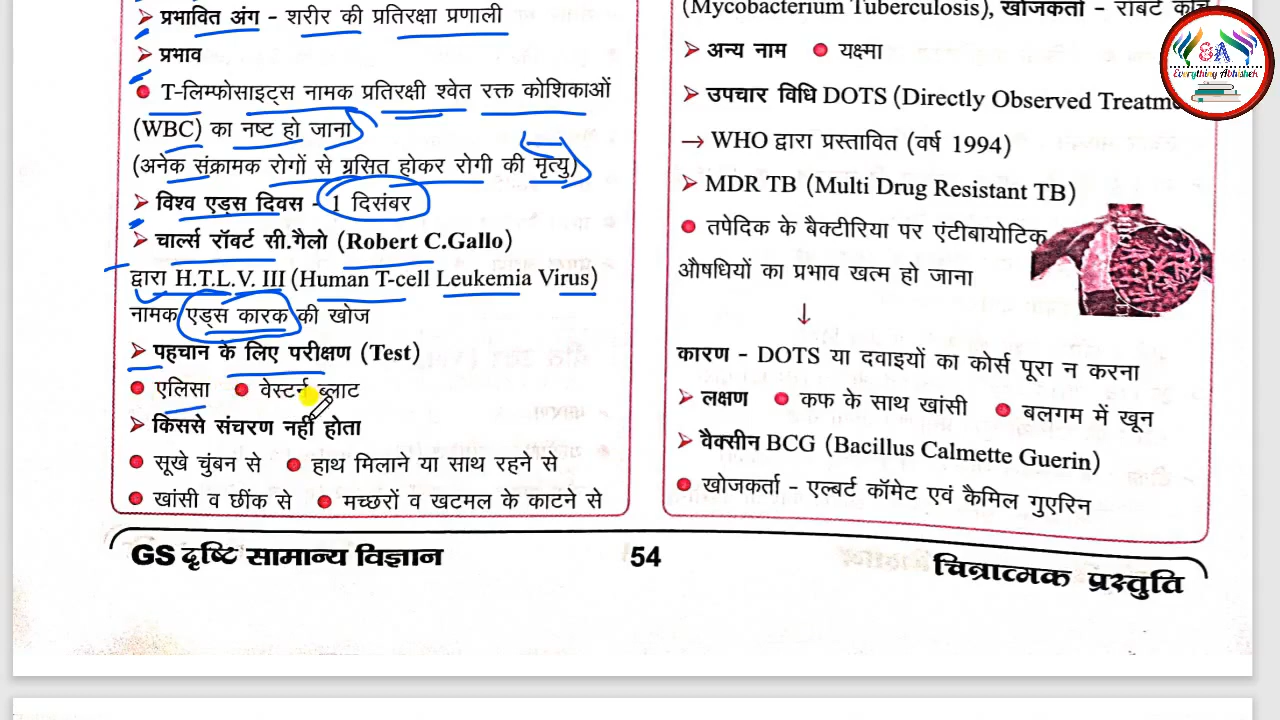 प्रभावित अंग - शरीर की प्रतिरक्षा प्रणाली
प्रभाव
T-लिम्फोसाइट्स नामक प्रतिरक्षी श्वेत रक्त कोशिकाओं
(WBC) का नष्ट हो जाना
(अनेक संक्रामक रोगों से ग्रसित होकर रोगी की मृत्यु)
विश्व एड्स दिवस - 1 दिसंबर
चार्ल्स रॉबर्ट सी.गैलो (Robert C.Gallo)
द्वारा H.T.L.V. III (Human T-cell Leukemia Virus)
नामक एड्स कारक की खोज
पहचान के लिए परीक्षण (Test)
एलिसा वेस्टर्न ब्लाट
किससे संचरण नहीं होता
सूखे चुंबन से हाथ मिलाने या साथ रहने से
खांसी व छींक से मच्छरों व खटमल के काटने से
(Mycobacterium Tuberculosis), खोजकर्ता - रॉबर्ट कोच
अन्य नाम यक्ष्मा
उपचार विधि DOTS (Directly Observed
→ WHO द्वारा प्रस्तावित (वर्ष 1994)
MDR TB (Multi Drug Resistant TB)
तपेदिक के बैक्टीरिया पर एंटीबायोटिक
औषधियों का प्रभाव खत्म हो जाना
↓
कारण - DOTS या दवाइयों का कोर्स पूरा न करना
लक्षण कफ के साथ खांसी बलगम में खून
वैक्सीन BCG (Bacillus Calmette Guerin)
खोजकर्ता - एल्बर्ट कॉमेट एवं कैमिल गुएरिन
GS दृष्टि सामान्य विज्ञान 54 चित्रात्मक प्रस्तुति
S&A
Everything Abhishek